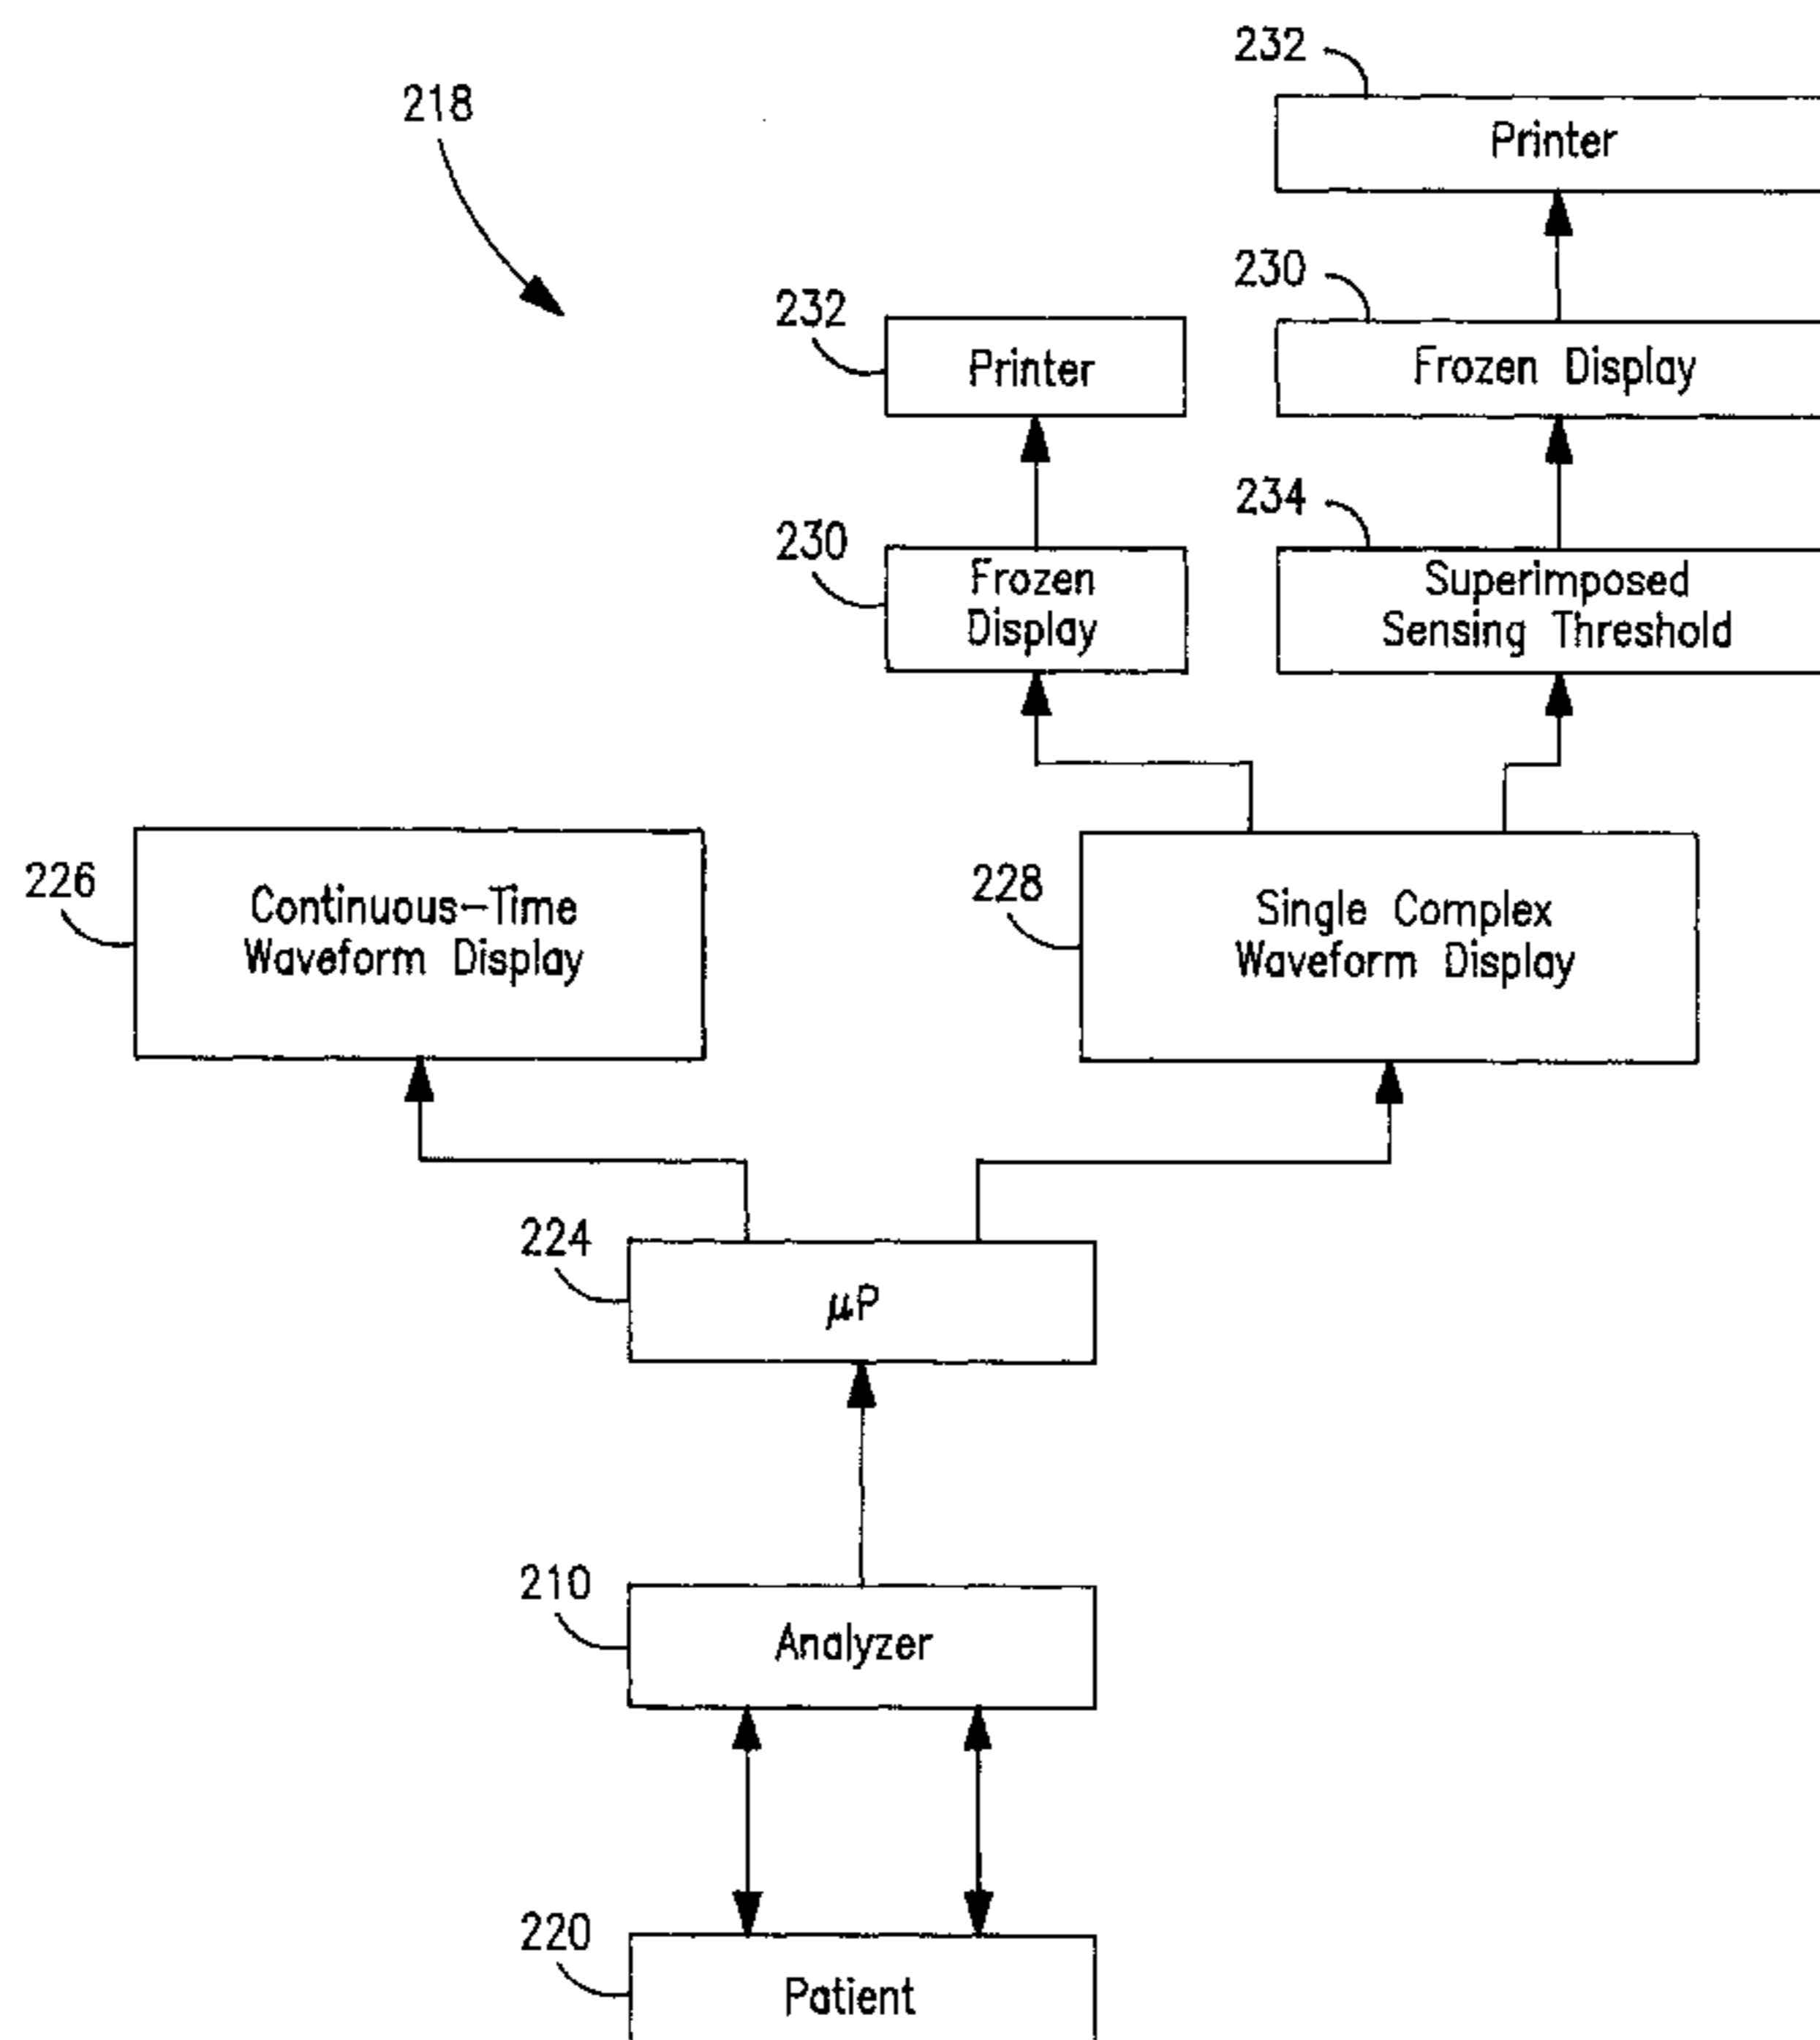 232
Printer
218
230
Frozen Display
232
Printer
234
Superimposed
Sensing Threshold
230
Frozen
Display
226
Continuous-Time
Waveform Display
228
Single Complex
Waveform Display
224
μP
210
Analyzer
220
Patient